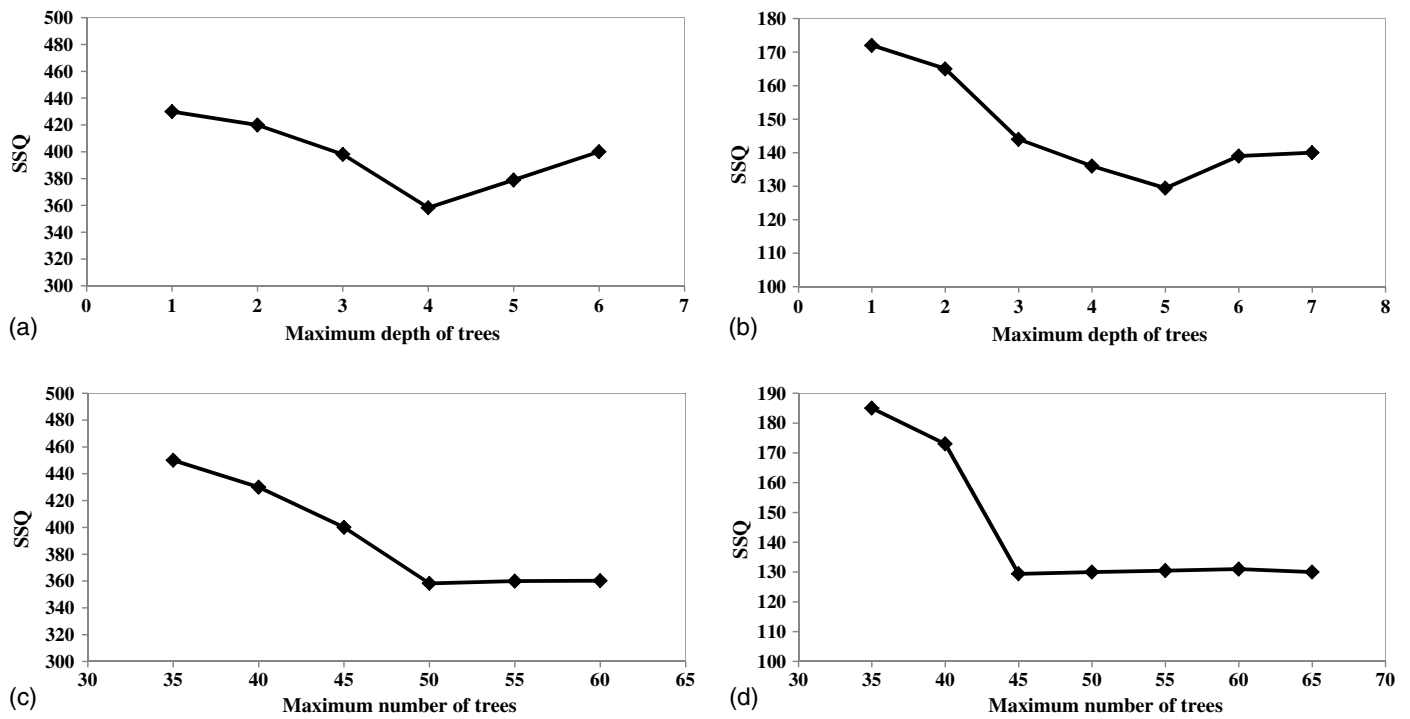 500
480
460
440
420
400
380
360
340
320
300
SSQ
0 1 2 3 4 5 6 7
Maximum depth of trees
(a)
180
170
160
150
140
130
120
110
100
SSQ
0 1 2 3 4 5 6 7 8
Maximum depth of trees
(b)
500
480
460
440
420
400
380
360
340
320
300
SSQ
30 35 40 45 50 55 60 65
Maximum number of trees
(c)
190
180
170
160
150
140
130
120
110
100
SSQ
30 35 40 45 50 55 60 65 70
Maximum number of trees
(d)